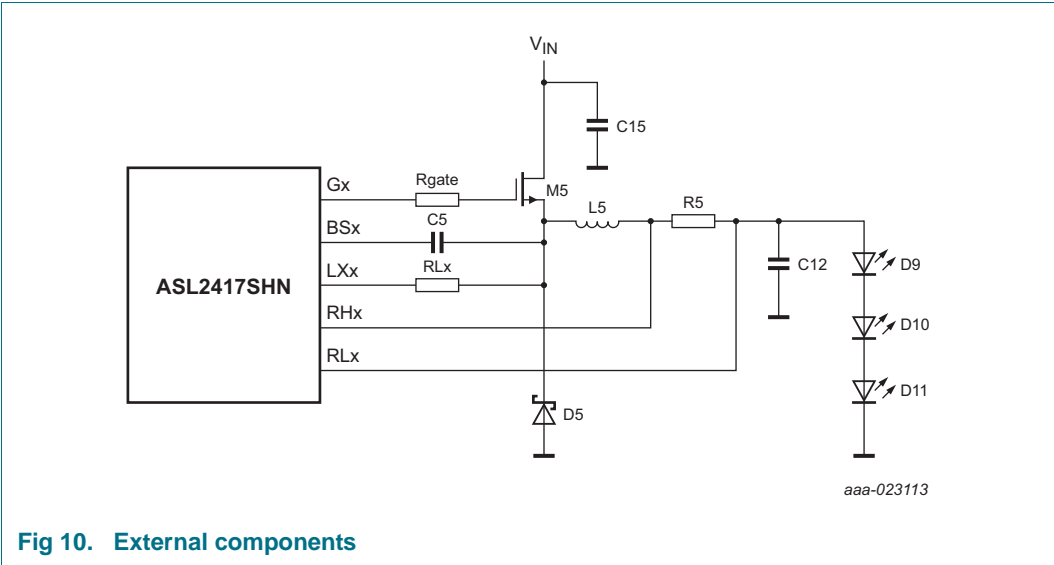 VIN
C15
Gx
Rgate
M5
BSx
C5
L5
R5
LXx
RLx
C12
D9
ASL2417SHN
RHx
D10
RLx
D11
D5
aaa-023113
Fig 10. External components